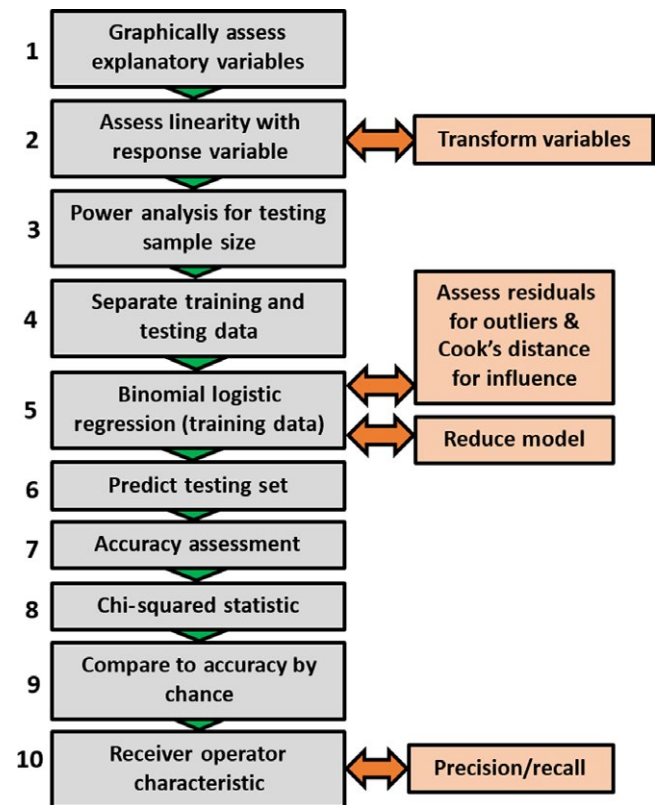 1
Graphically assess
explanatory variables
2
Assess linearity with
response variable
Transform variables
3
Power analysis for testing
sample size
4
Separate training and
testing data
Assess residuals
for outliers &
Cook's distance
for influence
5
Binomial logistic
regression (training data)
Reduce model
6
Predict testing set
7
Accuracy assessment
8
Chi-squared statistic
9
Compare to accuracy by
chance
10
Receiver operator
characteristic
Precision/recall